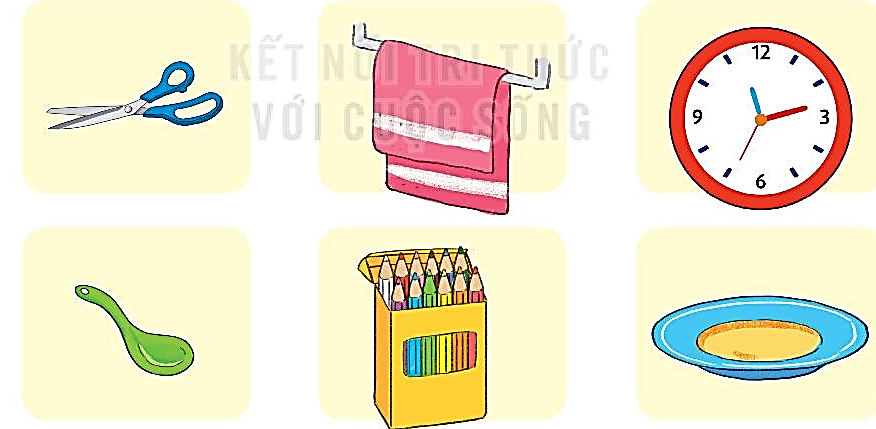 KẾT NỐI TRI THỨC
VỚI CUỘC SỐNG
12
9 3
6